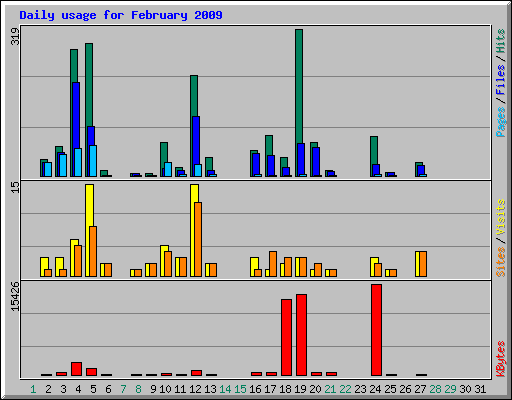 Daily usage for February 2009
319
Pages / Files / Hits
15
Sites / Visits
15426
KBytes
1 2 3 4 5 6 7 8 9 10 11 12 13 14 15 16 17 18 19 20 21 22 23 24 25 26 27 28 29 30 31